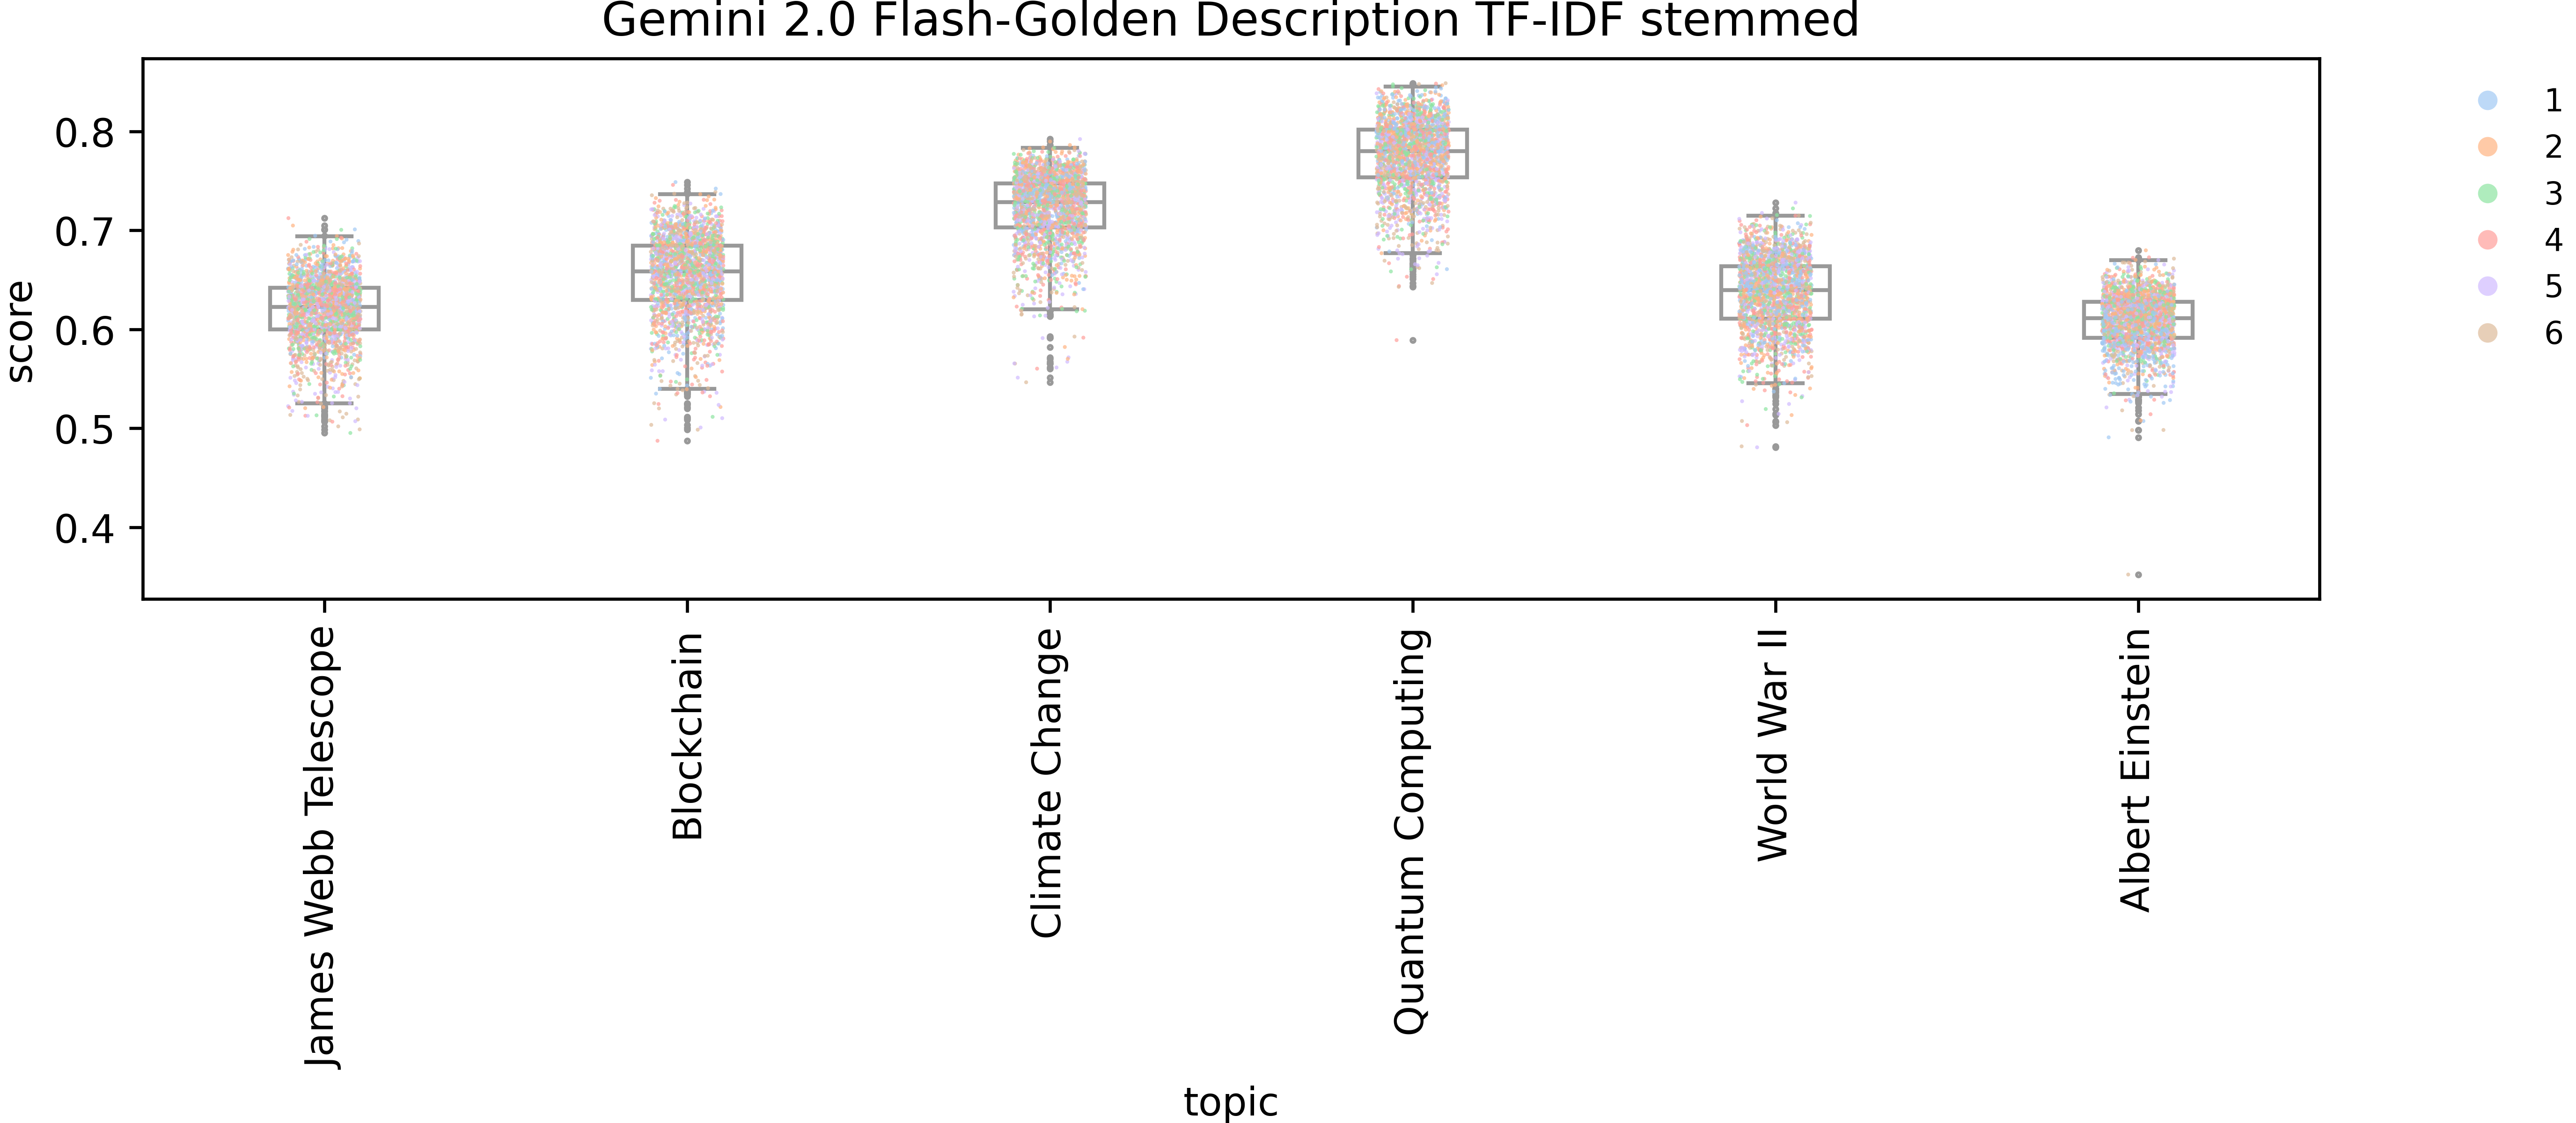 Gemini 2.0 Flash-Golden Description TF-IDF stemmed
score
0.8
0.7
0.6
0.5
0.4
James Webb Telescope
Blockchain
Climate Change
Quantum Computing
World War II
Albert Einstein
topic
1
2
3
4
5
6